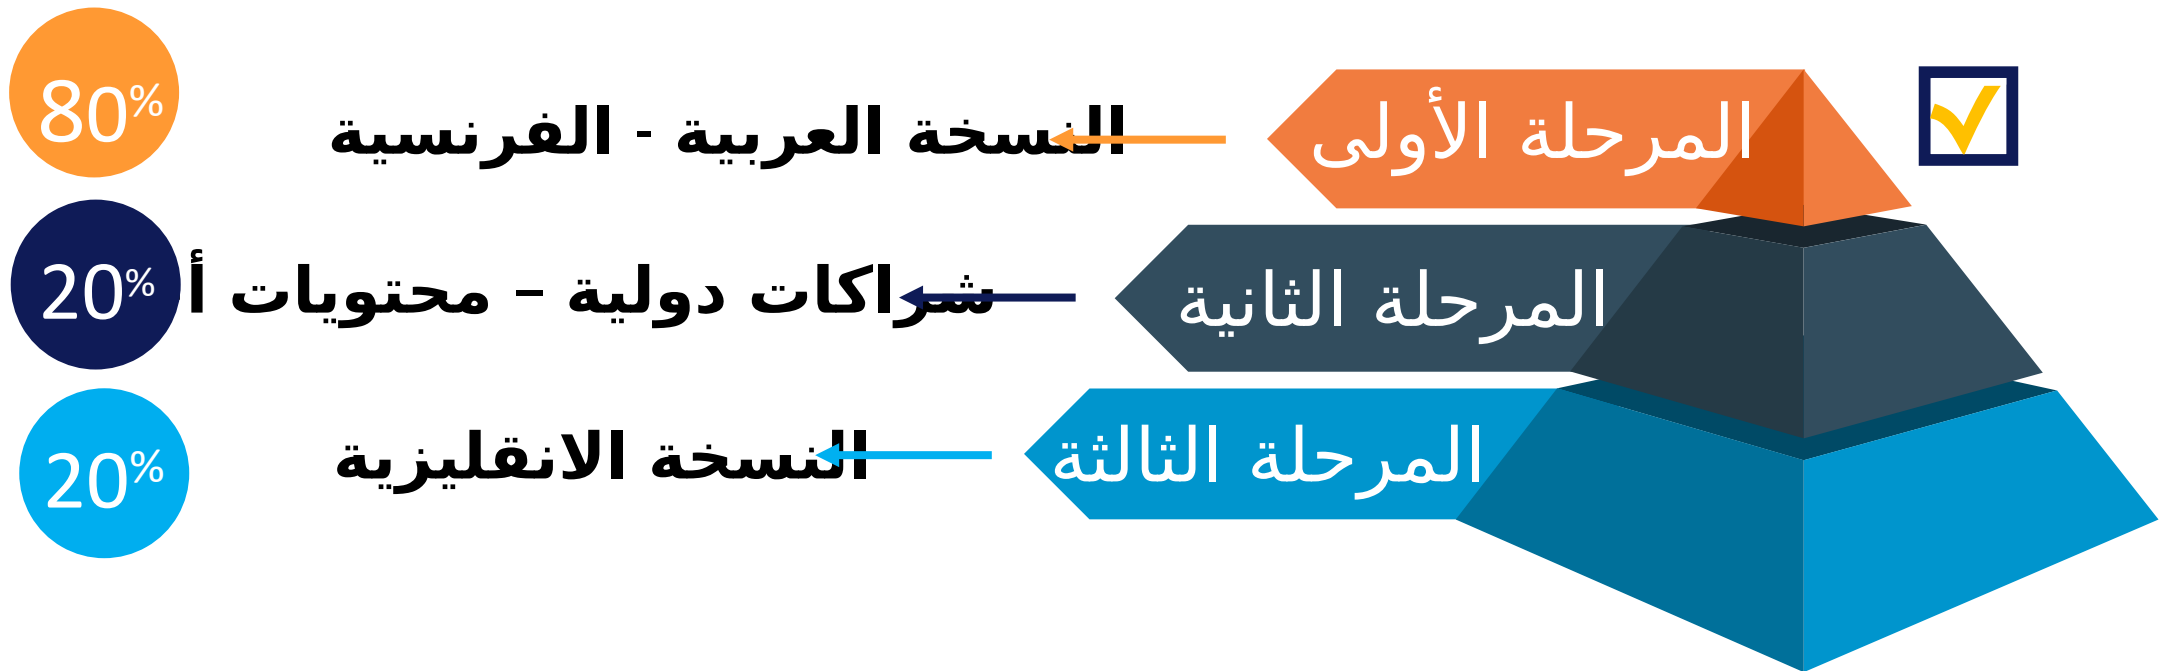 المرحلة الأولى
النسخة العربية - الفرنسية
80%
المرحلة الثانية
شراكات دولية – محتويات
20%
المرحلة الثالثة
النسخة الانقليزية
20%